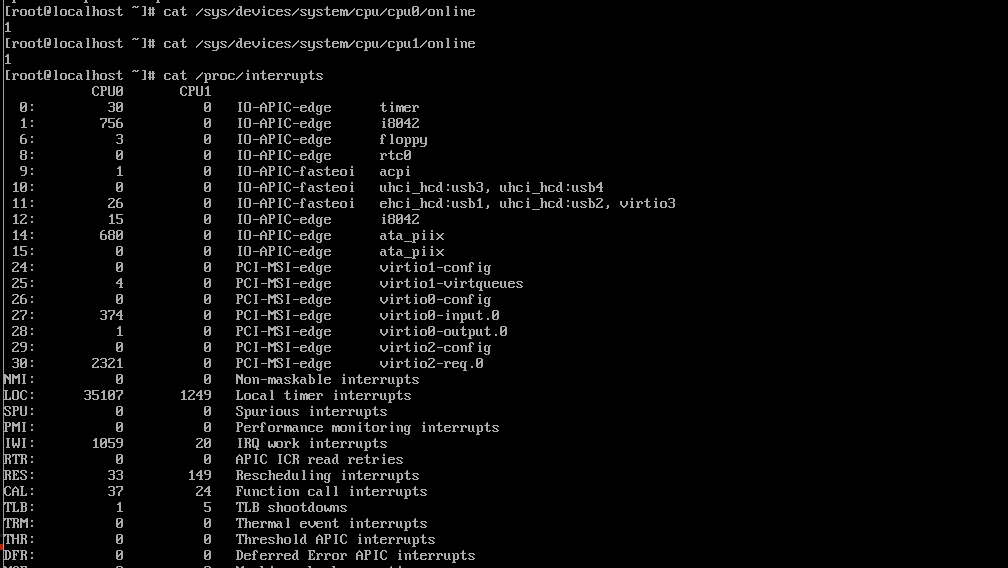 [root@localhost ~]# cat /sys/devices/system/cpu/cpu0/online
1
[root@localhost ~]# cat /sys/devices/system/cpu/cpu1/online
1
[root@localhost ~]# cat /proc/interrupts
           CPU0       CPU1
  0:         30          0   IO-APIC-edge      timer
  1:        756          0   IO-APIC-edge      i8042
  6:          3          0   IO-APIC-edge      floppy
  8:          0          0   IO-APIC-edge      rtc0
  9:          1          0   IO-APIC-fasteoi   acpi
 10:          0          0   IO-APIC-fasteoi   uhci_hcd:usb3, uhci_hcd:usb4
 11:         26          0   IO-APIC-fasteoi   ehci_hcd:usb1, uhci_hcd:usb2, virtio3
 12:         15          0   IO-APIC-edge      i8042
 14:        680          0   IO-APIC-edge      ata_piix
 15:          0          0   IO-APIC-edge      ata_piix
 24:          0          0   PCI-MSI-edge      virtio1-config
 25:          4          0   PCI-MSI-edge      virtio1-virtqueues
 26:          0          0   PCI-MSI-edge      virtio0-config
 27:        374          0   PCI-MSI-edge      virtio0-input.0
 28:          1          0   PCI-MSI-edge      virtio0-output.0
 29:          0          0   PCI-MSI-edge      virtio2-config
 30:       2321          0   PCI-MSI-edge      virtio2-req.0
NMI:          0          0   Non-maskable interrupts
LOC:      35107       1249   Local timer interrupts
SPU:          0          0   Spurious interrupts
PMI:          0          0   Performance monitoring interrupts
IWI:       1059         20   IRQ work interrupts
RTR:          0          0   APIC ICR read retries
RES:         33        149   Rescheduling interrupts
CAL:         37         24   Function call interrupts
TLB:          1          5   TLB shootdowns
TRM:          0          0   Thermal event interrupts
THR:          0          0   Threshold APIC interrupts
DFR:          0          0   Deferred Error APIC interrupts